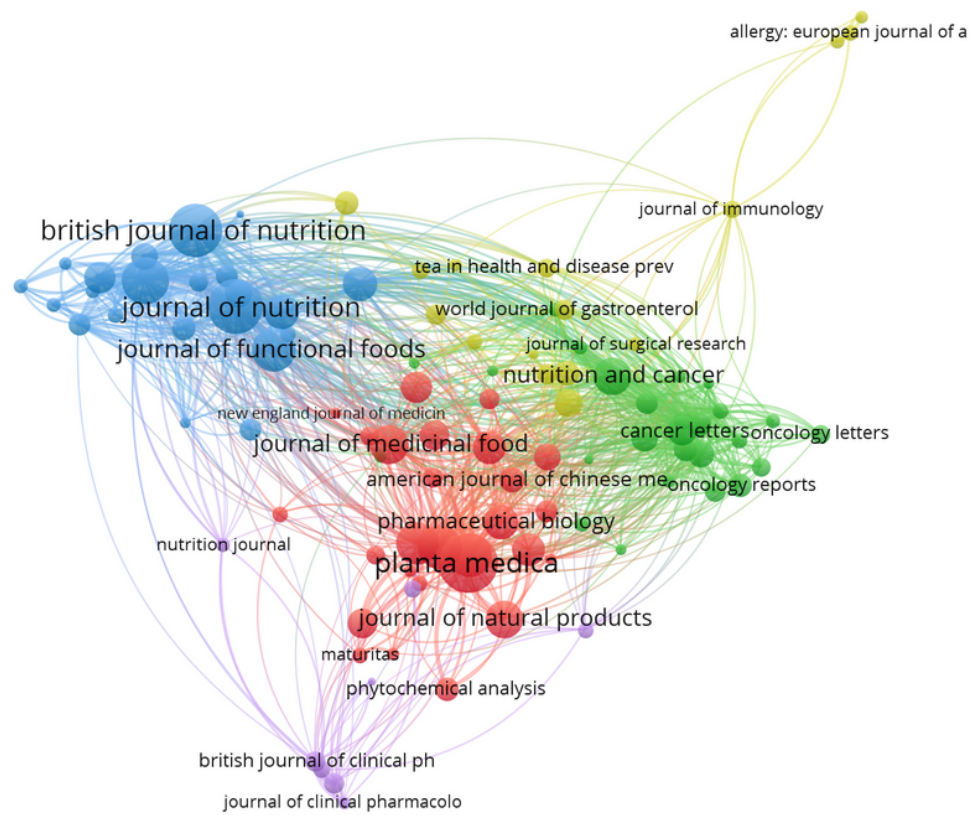 allergy: european journal of a
journal of immunology
british journal of nutrition
tea in health and disease prev
journal of nutrition
world journal of gastroenterol
journal of functional foods
journal of surgical research
nutrition and cancer
new england journal of medicin
cancer letters
oncology letters
journal of medicinal food
american journal of chinese me
oncology reports
pharmaceutical biology
nutrition journal
planta medica
journal of natural products
maturitas
phytochemical analysis
british journal of clinical ph
journal of clinical pharmacolo